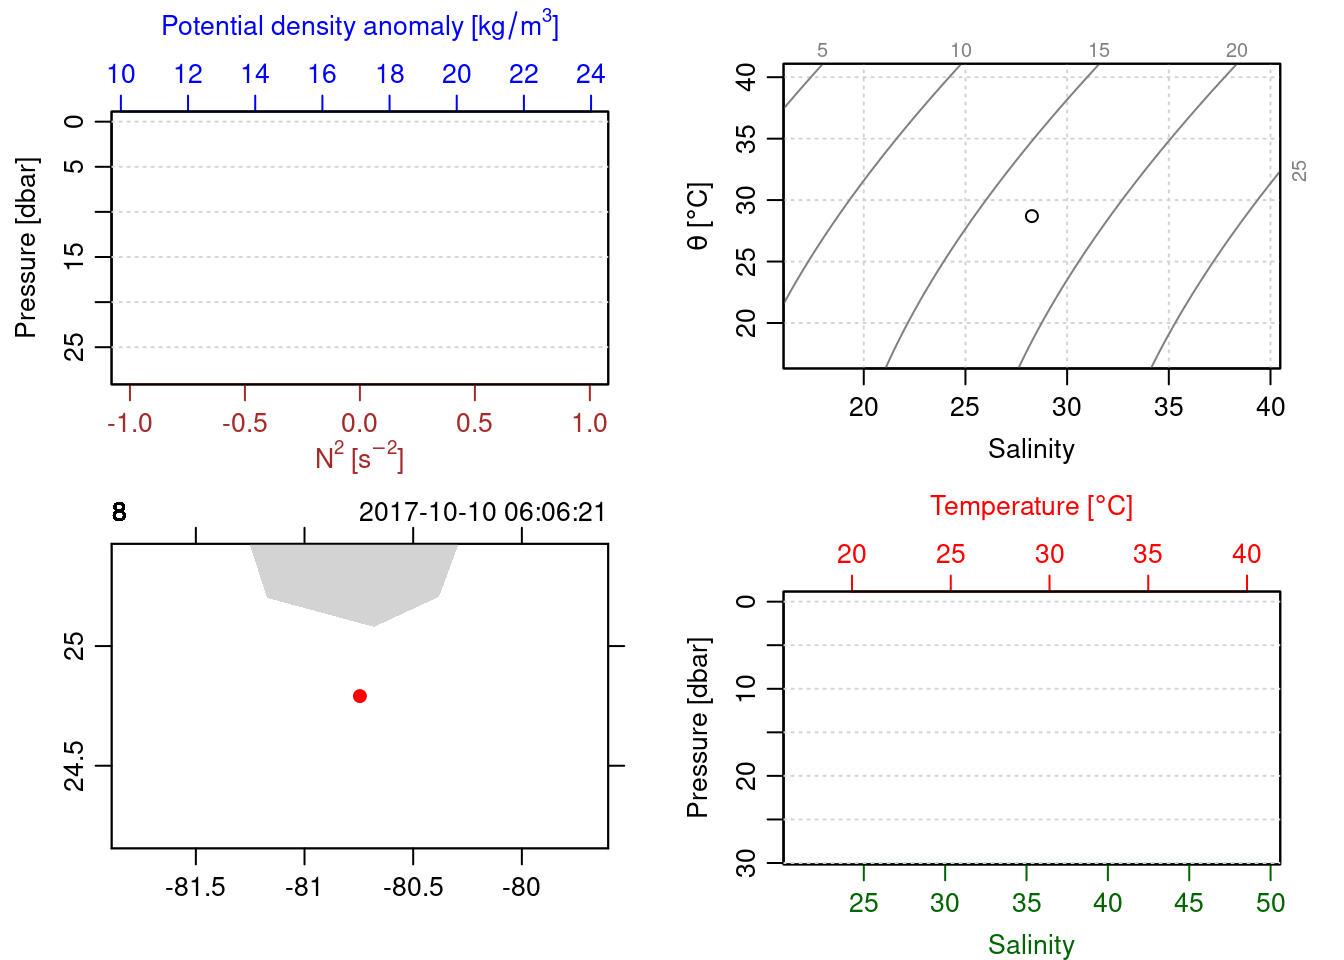 Potential density anomaly [kg/m³]
10 12 14 16 18 20 22 24
Pressure [dbar]
0
5
15
25
-1.0 -0.5 0.0 0.5 1.0
N² [s⁻²]
5 10 15 20
25
θ [°C]
40
35
30
25
20
20 25 30 35 40
Salinity
8 2017-10-10 06:06:21
25
24.5
-81.5 -81 -80.5 -80
Temperature [°C]
20 25 30 35 40
Pressure [dbar]
0
10
20
30
25 30 35 40 45 50
Salinity